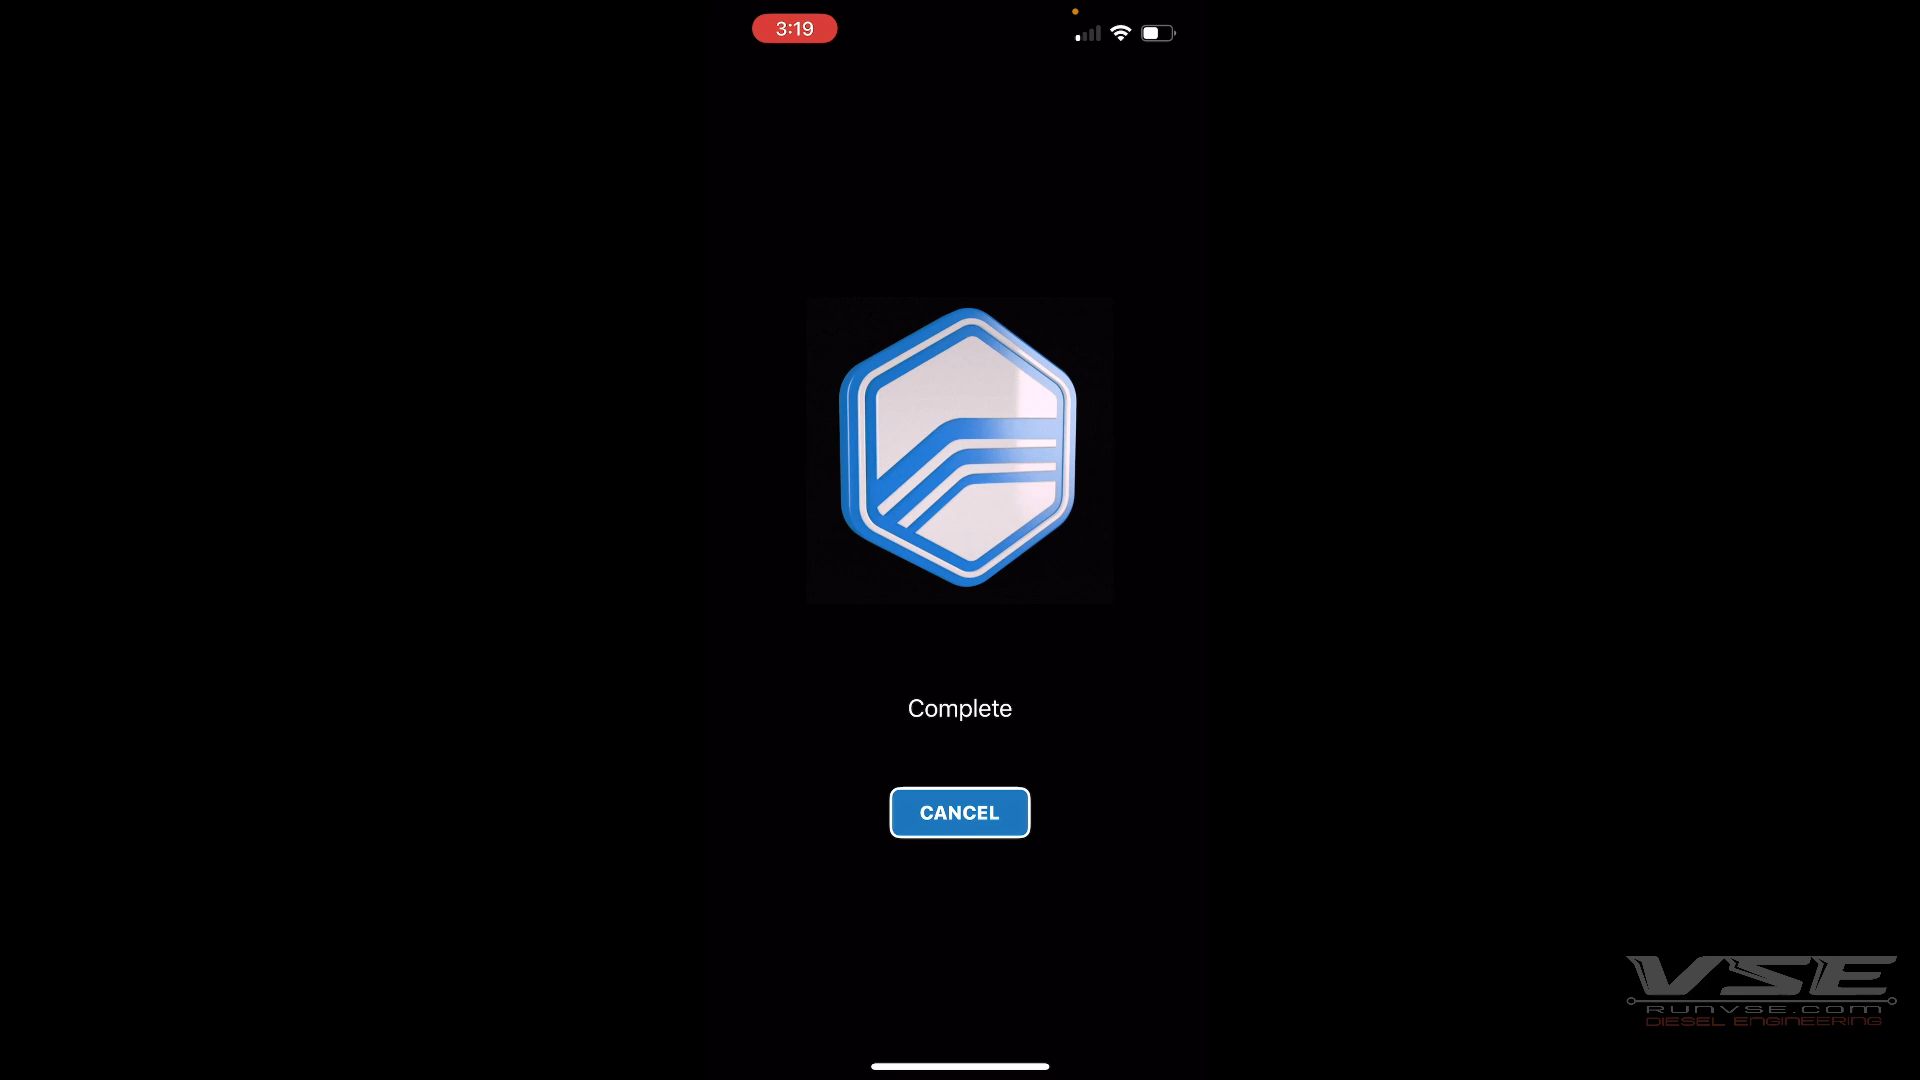 3:19
Complete
CANCEL
VSE
RUNVSE.COM
DIESEL ENGINEERING